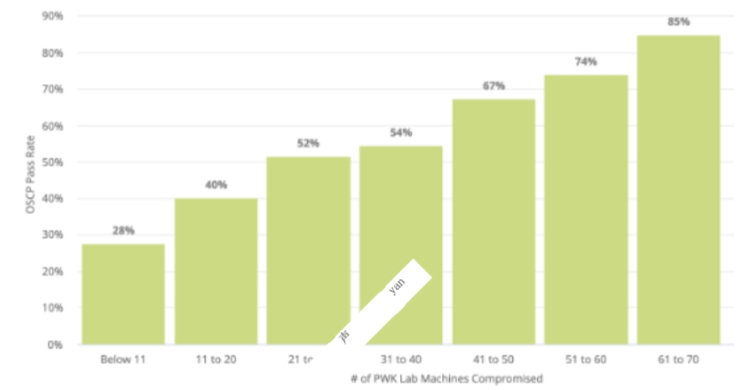 90%
85%
80%
74%
70%
67%
60%
54%
52%
50%
40%
40%
30%
28%
20%
10%
0%
OSCP Pass Rate
yan
Below 11
11 to 20
21
31 to 40
41 to 50
51 to 60
61 to 70
# of PWK Lab Machines Compromised